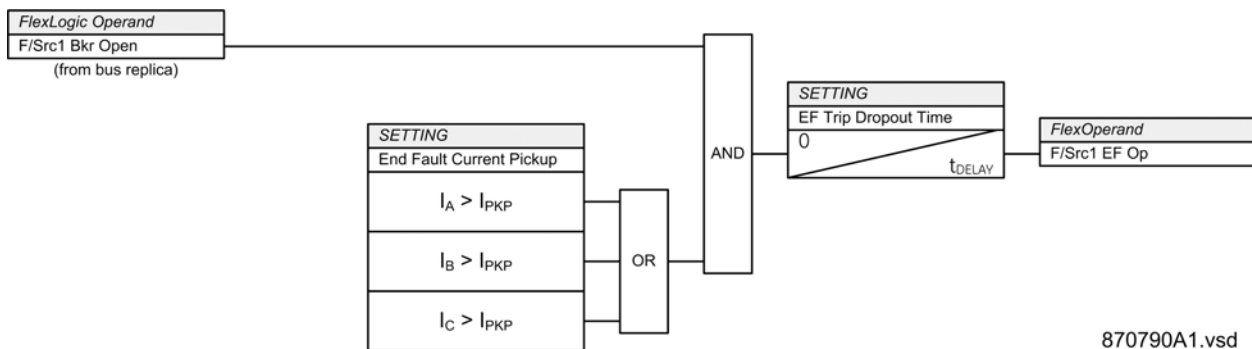 FlexLogic Operand
F/Src1 Bkr Open
(from bus replica)
SETTING
End Fault Current Pickup
I_A > I_PKP
I_B > I_PKP
I_C > I_PKP
OR
AND
SETTING
EF Trip Dropout Time
0
t_DELAY
FlexOperand
F/Src1 EF Op
870790A1.vsd